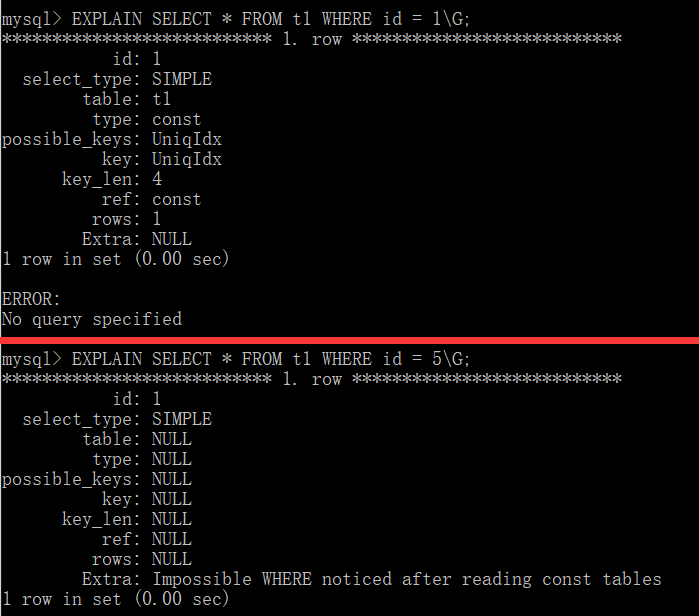 mysql> EXPLAIN SELECT * FROM t1 WHERE id = 1\G;
*************************** 1. row ***************************
id: 1
select_type: SIMPLE
table: t1
type: const
possible_keys: UniqIdx
key: UniqIdx
key_len: 4
ref: const
rows: 1
Extra: NULL
1 row in set (0.00 sec)
ERROR:
No query specified
mysql> EXPLAIN SELECT * FROM t1 WHERE id = 5\G;
*************************** 1. row ***************************
id: 1
select_type: SIMPLE
table: NULL
type: NULL
possible_keys: NULL
key: NULL
key_len: NULL
ref: NULL
rows: NULL
Extra: Impossible WHERE noticed after reading const tables
1 row in set (0.00 sec)